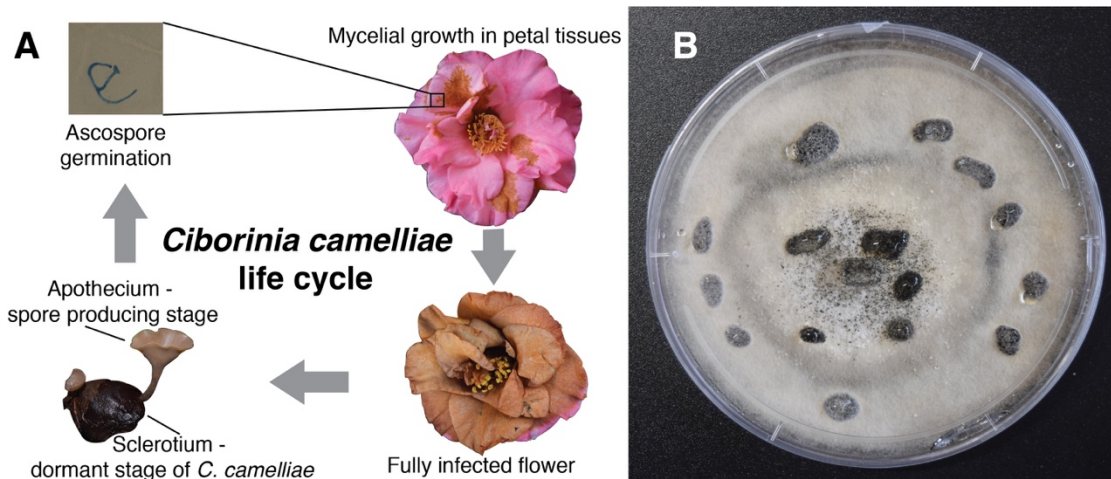 A
Mycelial growth in petal tissues
Ascospore
germination
Ciborinia camelliae
life cycle
Apothecium -
spore producing stage
Sclerotium -
dormant stage of C. camelliae
Fully infected flower
B